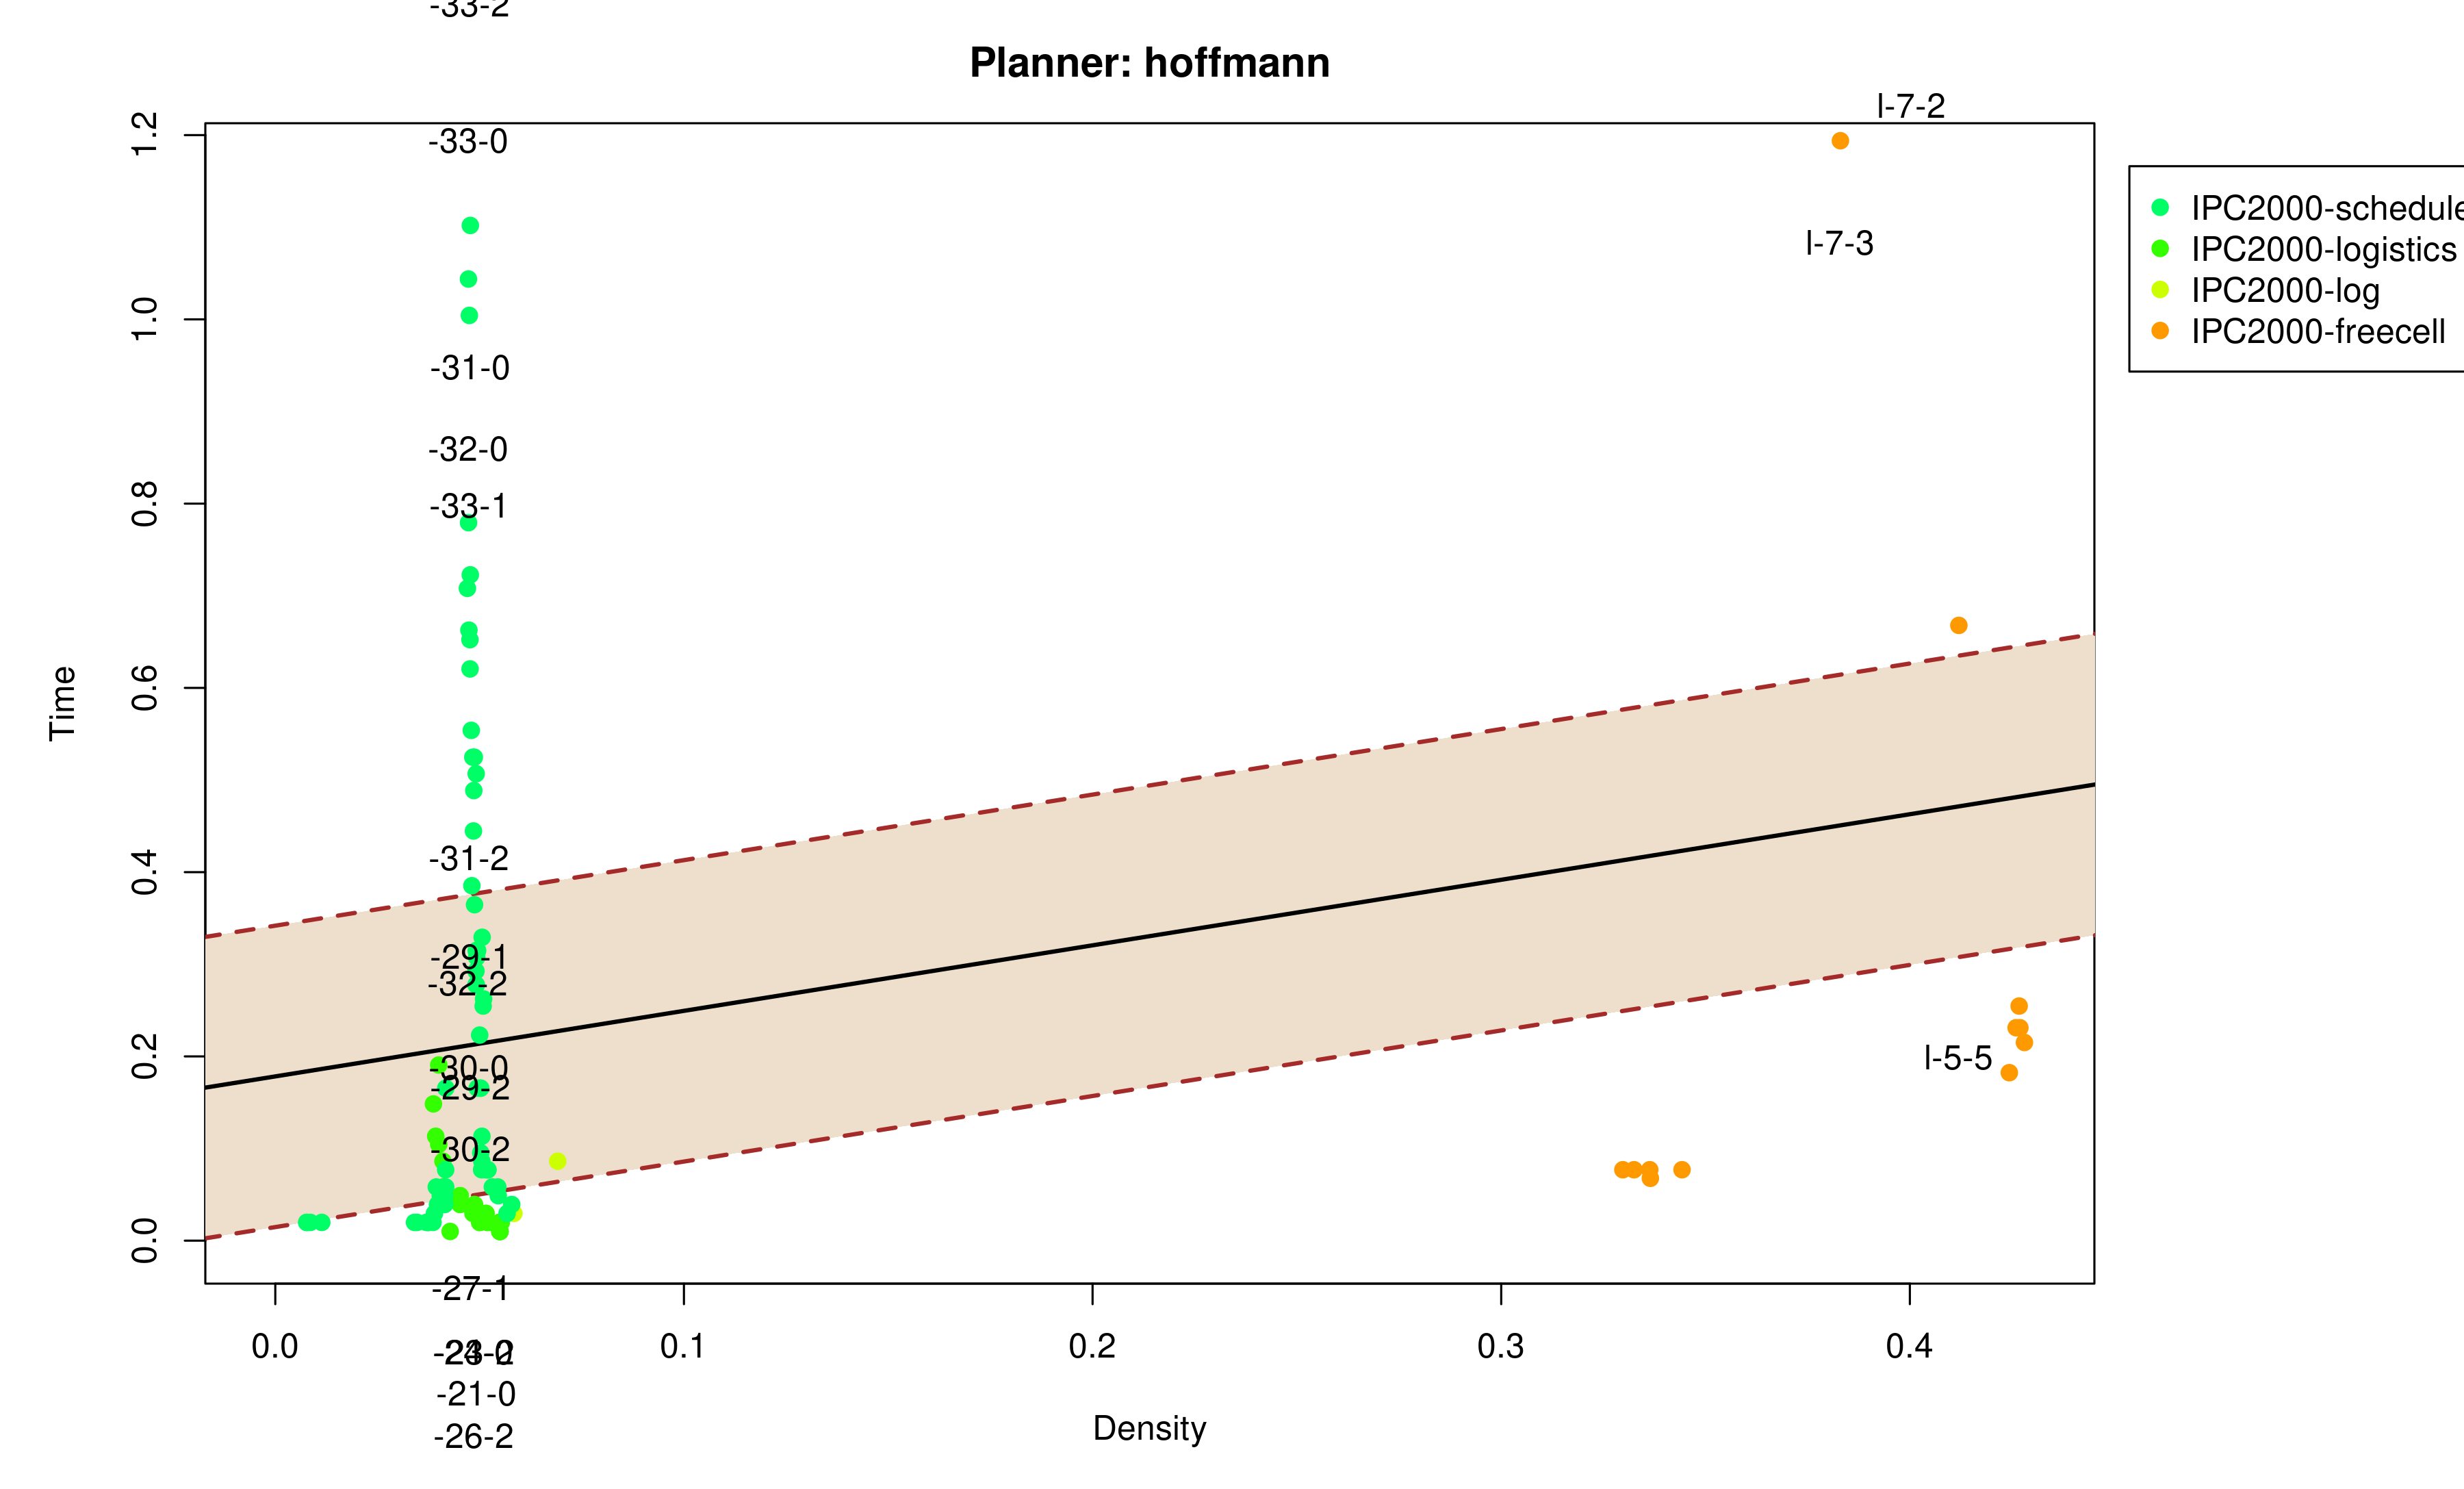 -33-2
Planner: hoffmann
l-7-2
1.2
-33-0
IPC2000-schedule
l-7-3
IPC2000-logistics
IPC2000-log
1.0
IPC2000-freecell
-31-0
-32-0
0.8
-33-1
Time
0.6
0.4
-31-2
-29-1
-32-2
0.2
-30-0
l-5-5
-29-2
-30-2
0.0
-27-1
0.0
0.1
0.2
0.3
0.4
-21-0
Density
-26-2